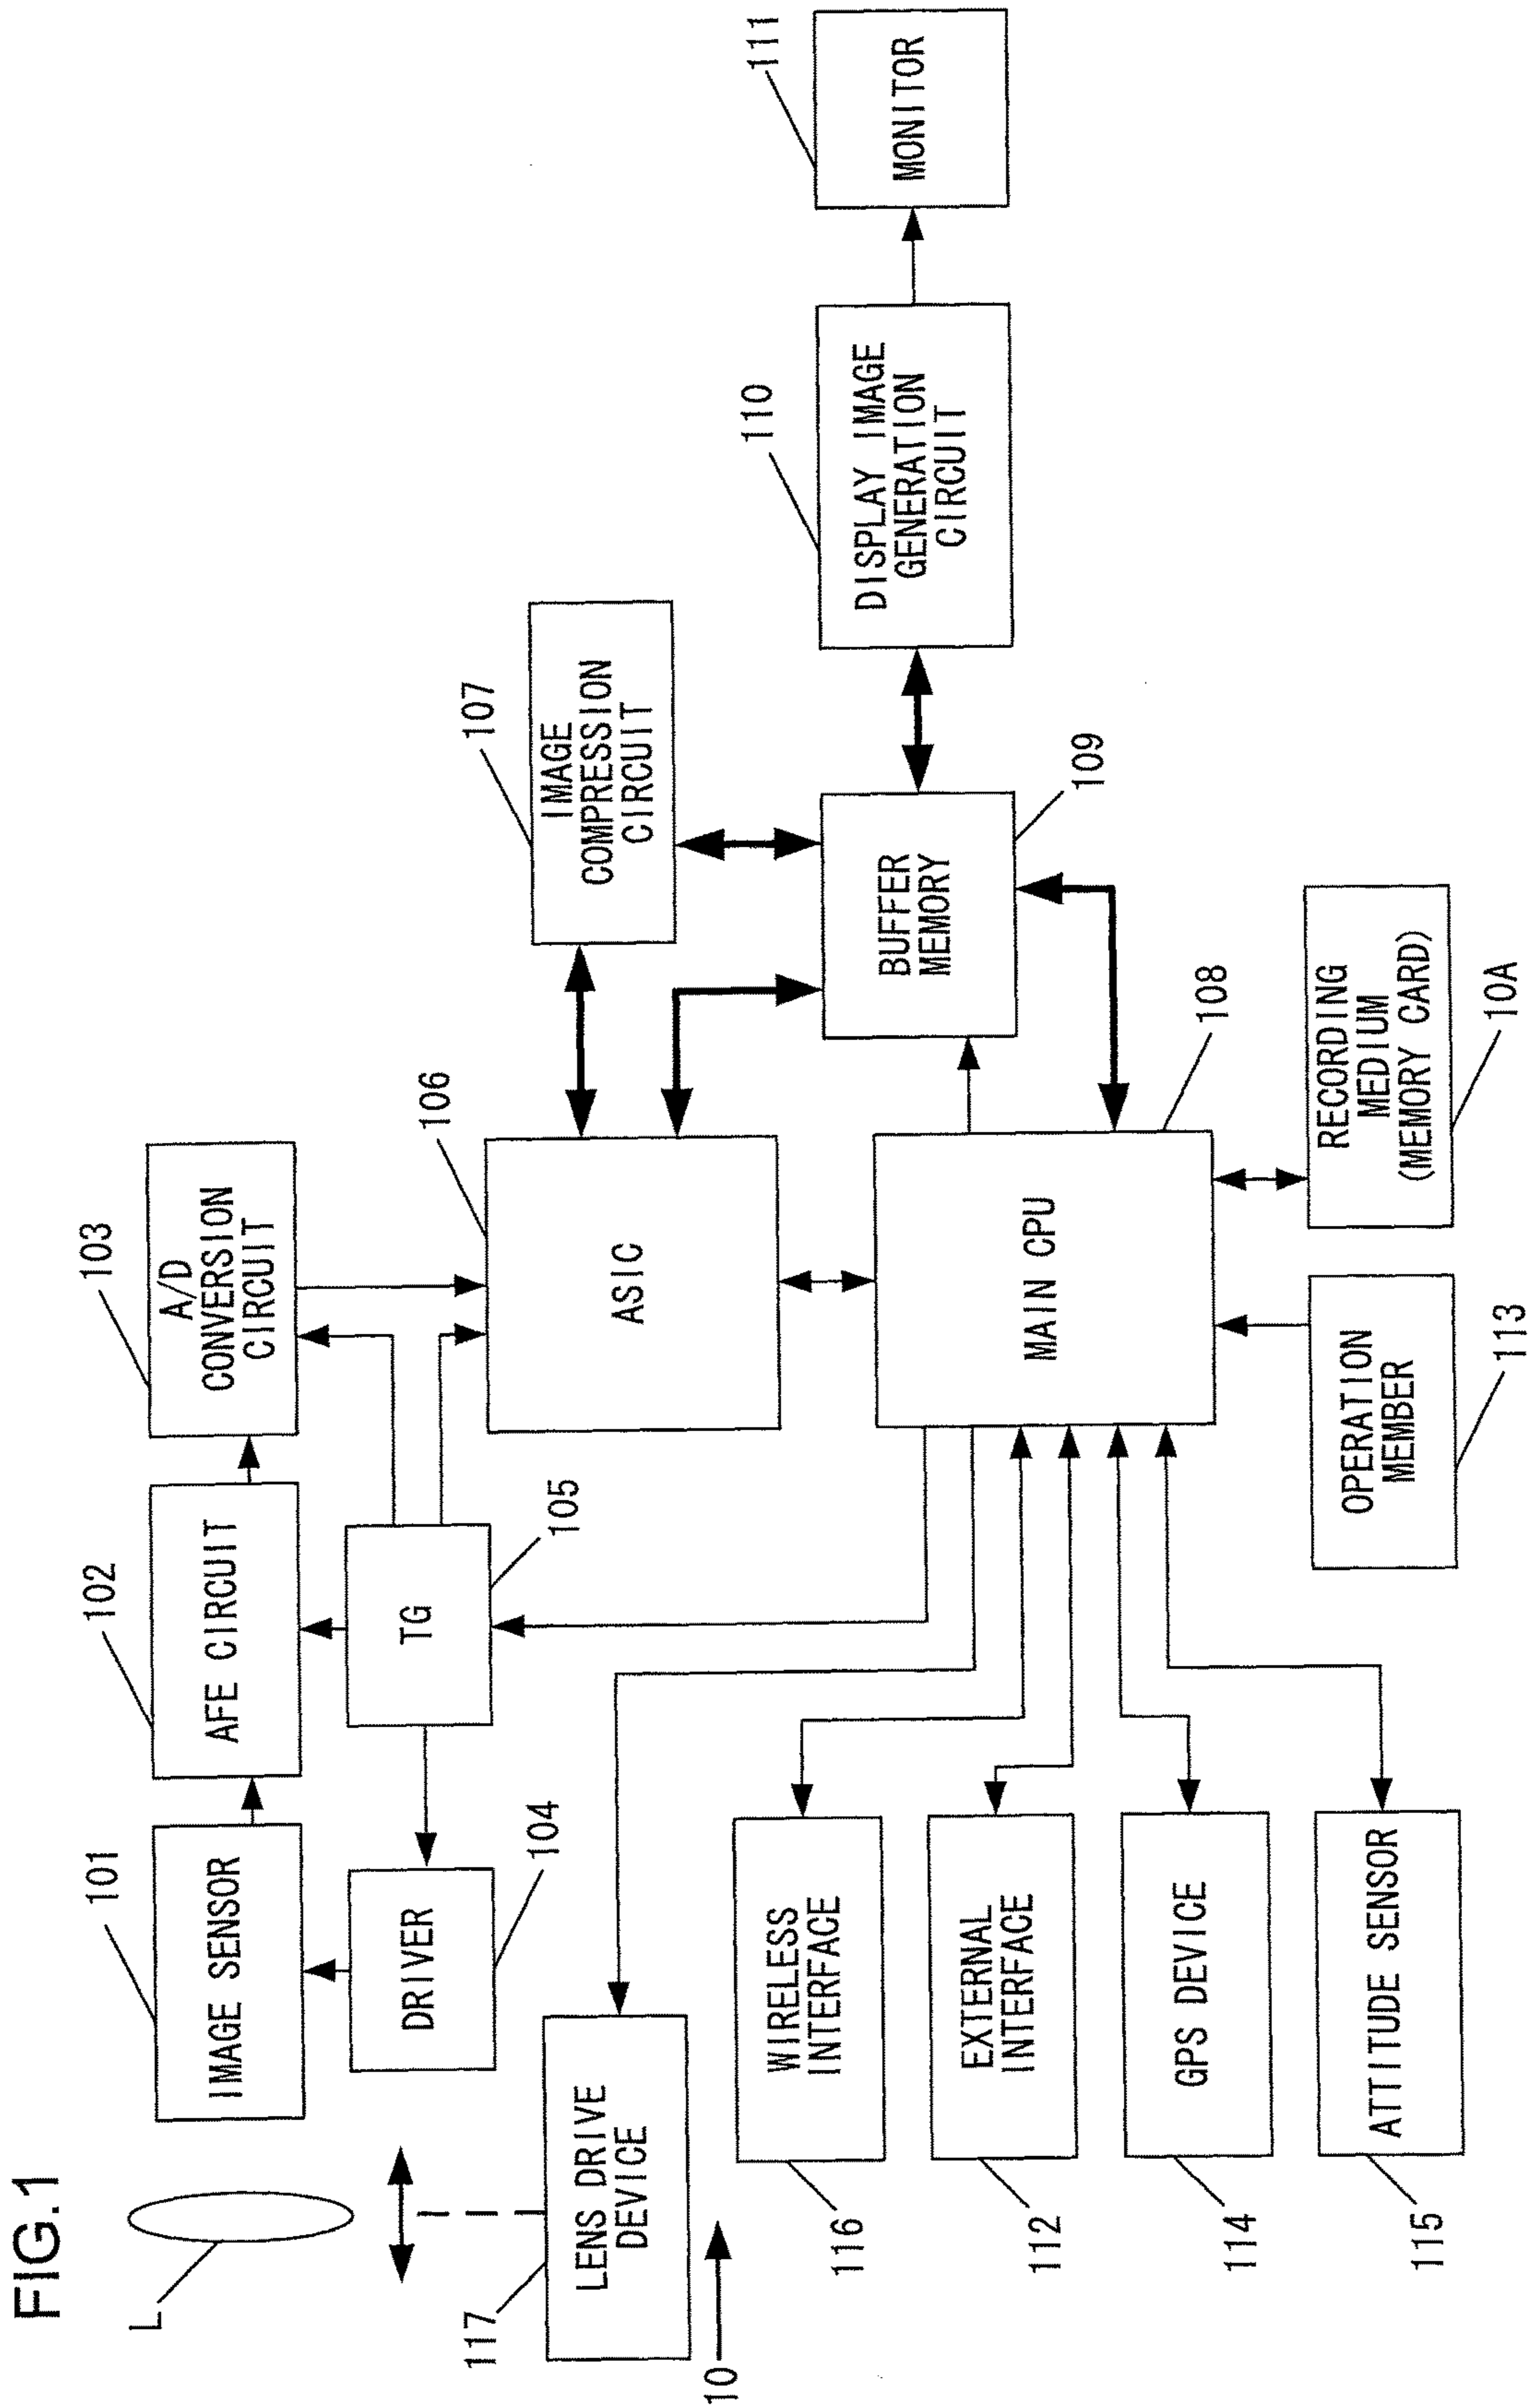 FIG.1
L
101
IMAGE SENSOR
102
AFE CIRCUIT
103
A/D
CONVERSION
CIRCUIT
104
DRIVER
105
TG
106
ASIC
107
IMAGE
COMPRESSION
CIRCUIT
117
LENS DRIVE
DEVICE
10
108
MAIN CPU
109
BUFFER
MEMORY
110
DISPLAY IMAGE
GENERATION
CIRCUIT
111
MONITOR
116
WIRELESS
INTERFACE
112
EXTERNAL
INTERFACE
114
GPS DEVICE
115
ATTITUDE SENSOR
OPERATION
MEMBER
113
RECORDING
MEDIUM
(MEMORY CARD)
10A